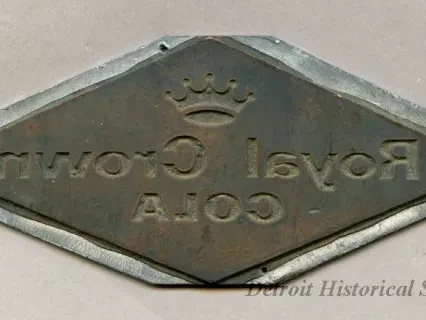 Royal Crown
COLA
Detroit Historical S